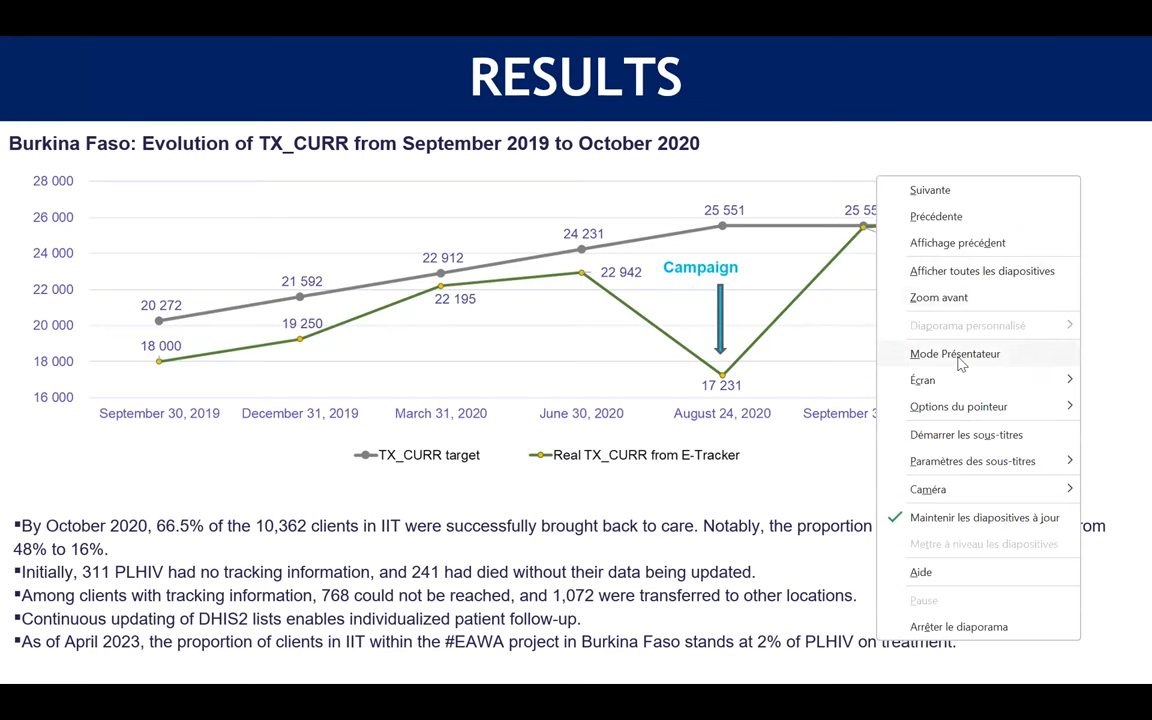 RESULTS
Burkina Faso: Evolution of TX_CURR from September 2019 to October 2020
28 000
26 000
24 000
22 000
20 000
18 000
16 000
20 272
21 592
22 912
24 231
25 551
25 55
18 000
19 250
22 195
22 942
17 231
Campaign
September 30, 2019
December 31, 2019
March 31, 2020
June 30, 2020
August 24, 2020
September 3
TX_CURR target
Real TX_CURR from E-Tracker
▪By October 2020, 66.5% of the 10,362 clients in IIT were successfully brought back to care. Notably, the proportion
48% to 16%.
▪Initially, 311 PLHIV had no tracking information, and 241 had died without their data being updated.
▪Among clients with tracking information, 768 could not be reached, and 1,072 were transferred to other locations.
▪Continuous updating of DHIS2 lists enables individualized patient follow-up.
▪As of April 2023, the proportion of clients in IIT within the #EAWA project in Burkina Faso stands at 2% of PLHIV on treatment.
Suivante
Précédente
Affichage précédent
Afficher toutes les diapositives
Zoom avant
Diaporama personnalisé
Mode Présentateur
Écran
Options du pointeur
Démarrer les sous-titres
Paramètres des sous-titres
Caméra
Maintenir les diapositives à jour
Mettre à niveau les diapositives
Aide
Pause
Arrêter le diaporama